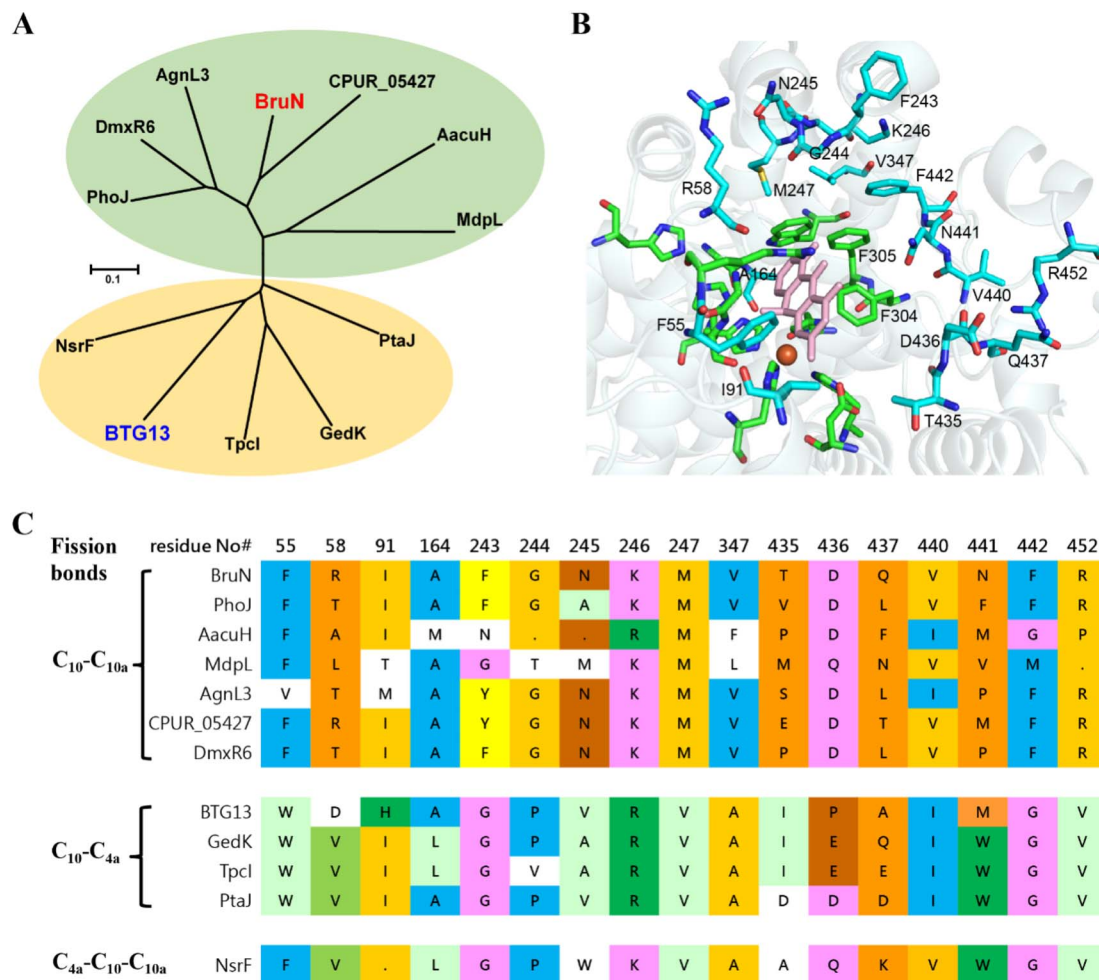 A
AgnL3
BruN
CPUR_05427
DmxR6
AacuH
PhoJ
MdpL
0.1
NsrF
PtaJ
BTG13
TpcI
GedK
B
N245
F243
K246
G244
V347
R58
M247
F442
N441
R452
A164
F305
V440
F304
F55
D436
Q437
I91
T435
C
Fission bonds
residue No# 55 58 91 164 243 244 245 246 247 347 435 436 437 440 441 442 452
C10-C10a
BruN F R I A F G N K M V T D Q V N F R
PhoJ F T I A F G A K M V V D L V F F R
AacuH F A I M N . . R M F P D F I M G P
MdpL F L T A G T M K M L M Q N V V M .
AgnL3 V T M A Y G N K M V S D L I P F R
CPUR_05427 F R I A Y G N K M V E D T V M F R
DmxR6 F T I A F G N K M V P D L V P F R
C10-C4a
BTG13 W D H A G P V R V A I P A I M G V
GedK W V I L G P A R V A I E Q I W G V
TpcI W V I L G V A R V A I E E I W G V
PtaJ W V I A G P V R V A D D D I W G V
C4a-C10-C10a
NsrF F V . L G P W K V A A Q K V W G V